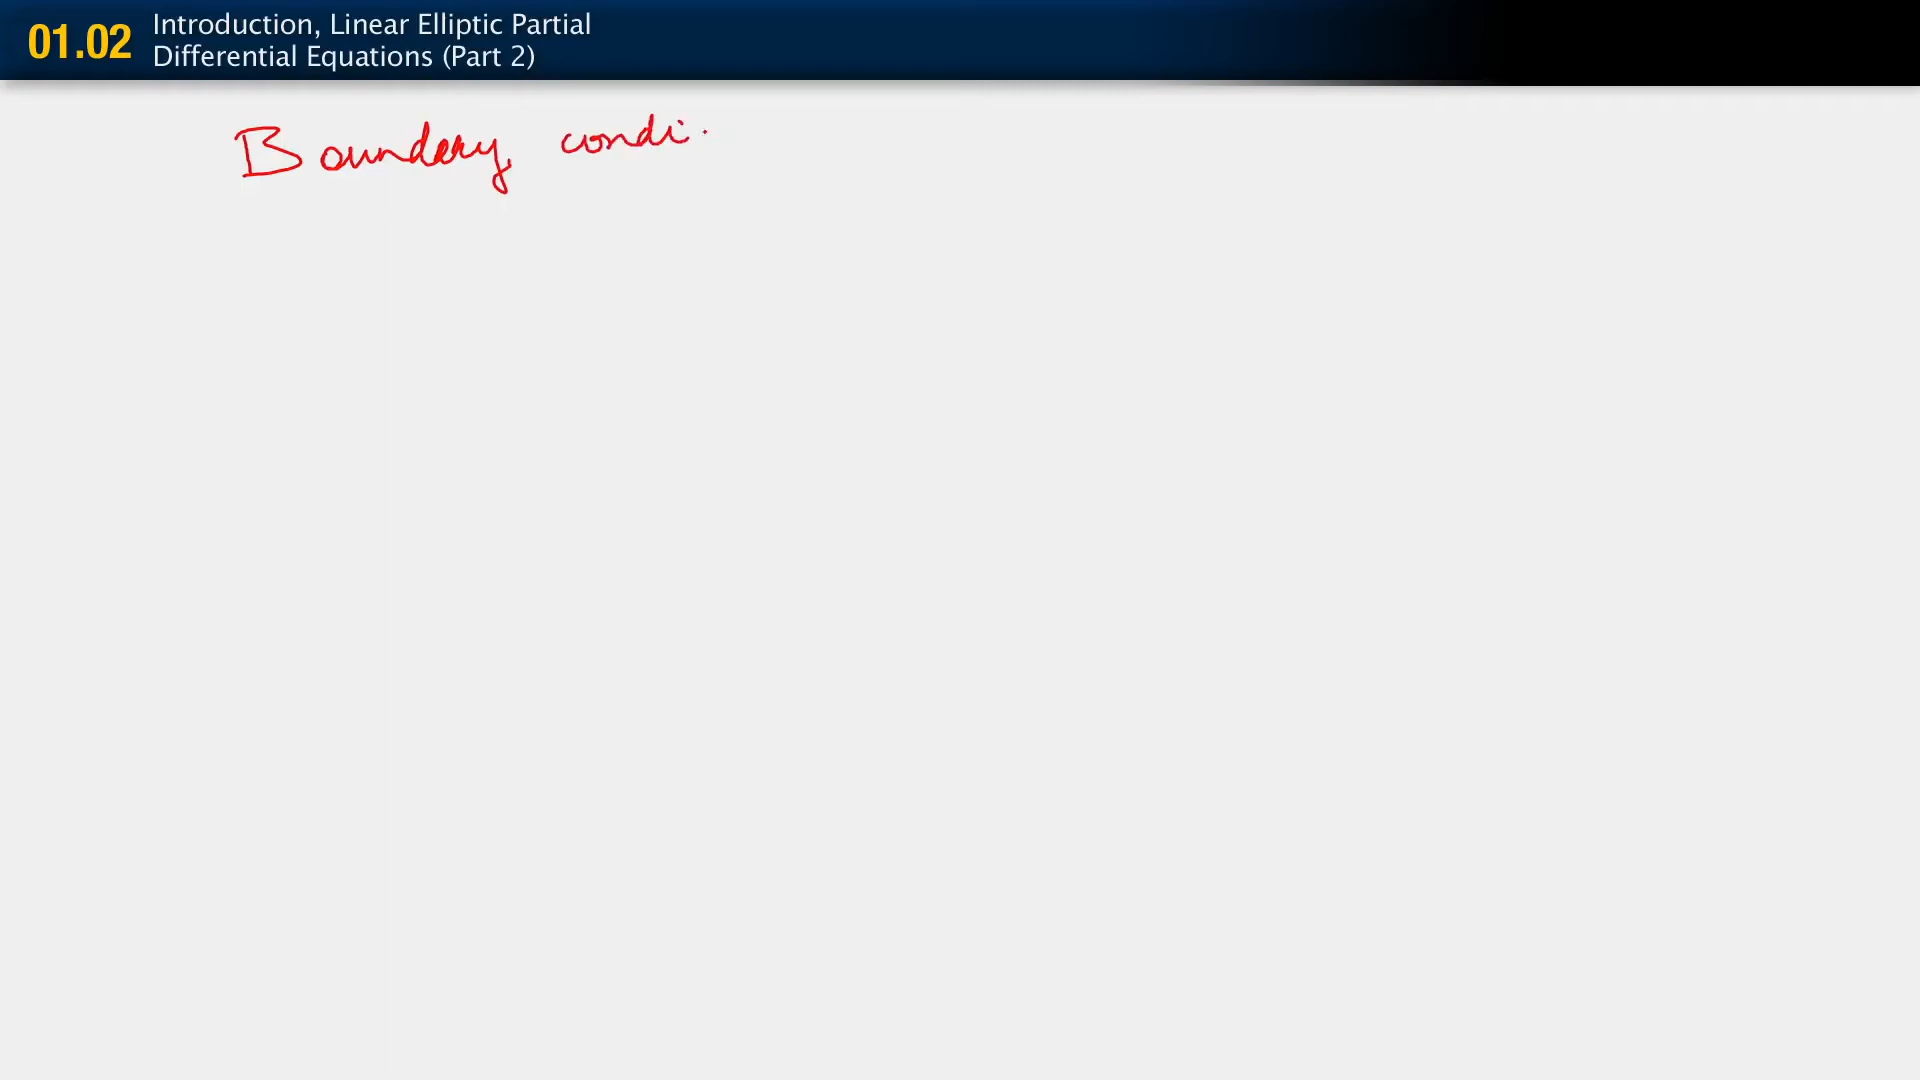 01.02
Introduction, Linear Elliptic Partial
Differential Equations (Part 2)
Boundary condi.